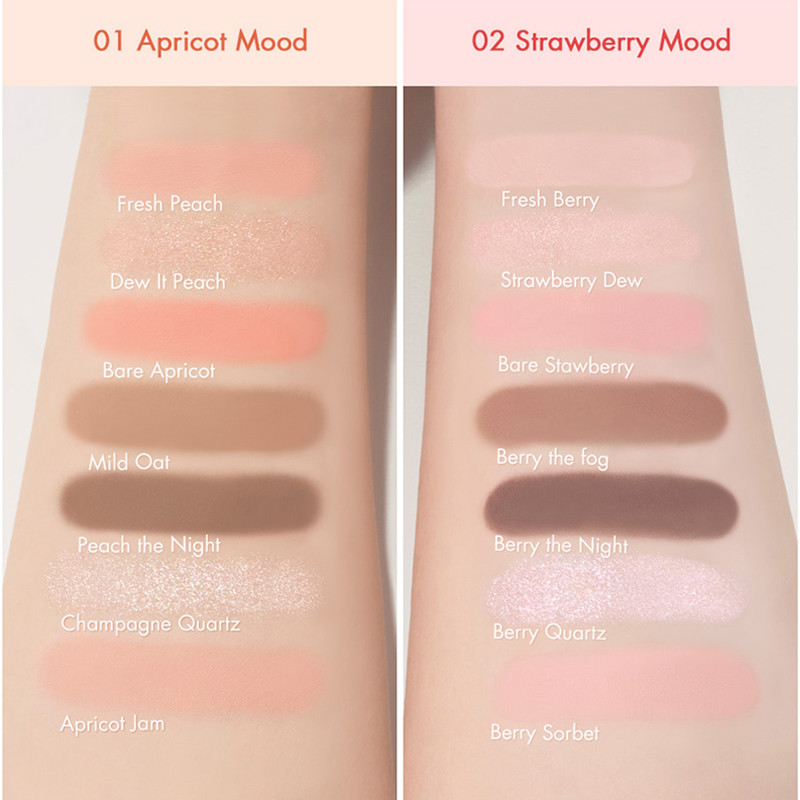 01 Apricot Mood
Fresh Peach
Dew It Peach
Bare Apricot
Mild Oat
Peach the Night
Champagne Quartz
Apricot Jam
02 Strawberry Mood
Fresh Berry
Strawberry Dew
Bare Stawberry
Berry the fog
Berry the Night
Berry Quartz
Berry Sorbet